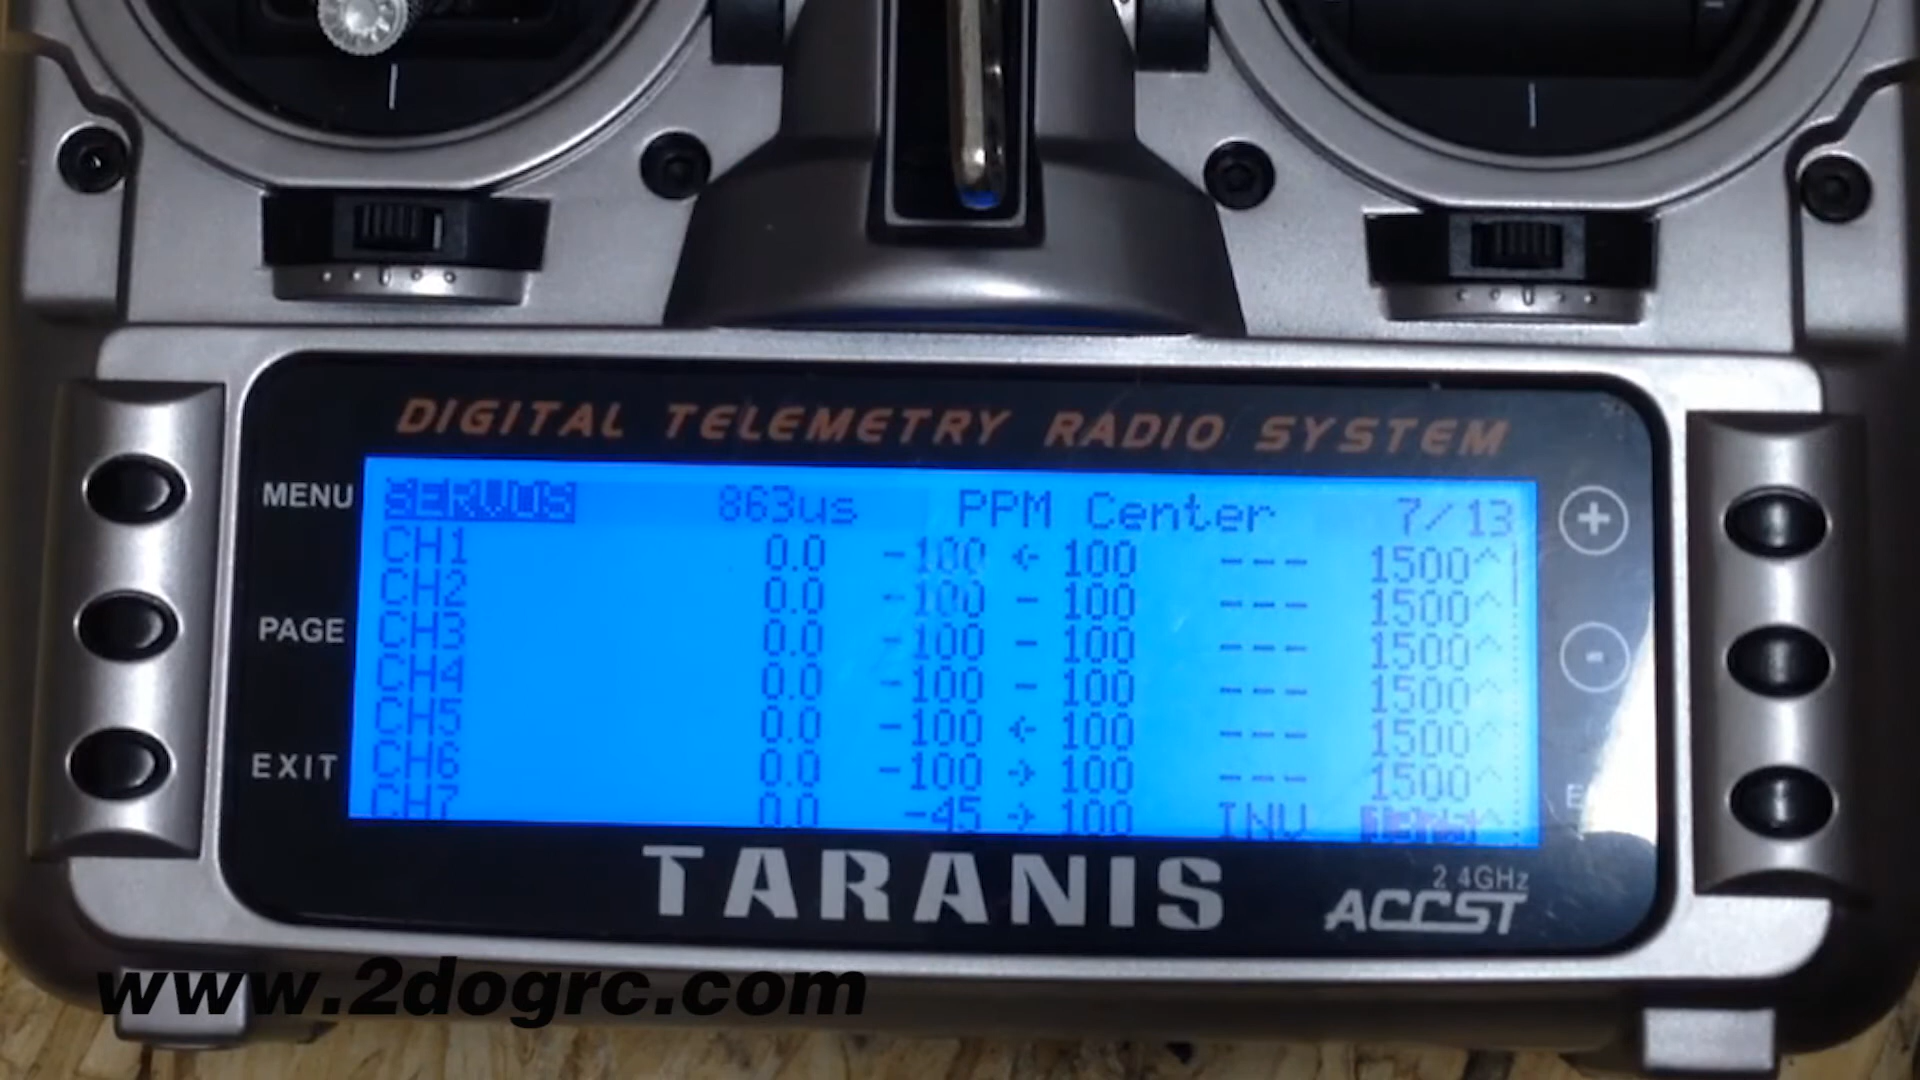 DIGITAL TELEMETRY RADIO SYSTEM
MENU
PAGE
EXIT
SERVOS 863us PPM Center 7/13
CH1 0.0 -100 ← 100 --- 1500^
CH2 0.0 -100 - 100 --- 1500^
CH3 0.0 -100 - 100 --- 1500^
CH4 0.0 -100 - 100 --- 1500^
CH5 0.0 -100 ← 100 --- 1500^
CH6 0.0 -100 → 100 --- 1500^
CH7 0.0 -45 → 100 INV
+
-
TARANIS
2.4GHz
ACCST
www.2dogrc.com